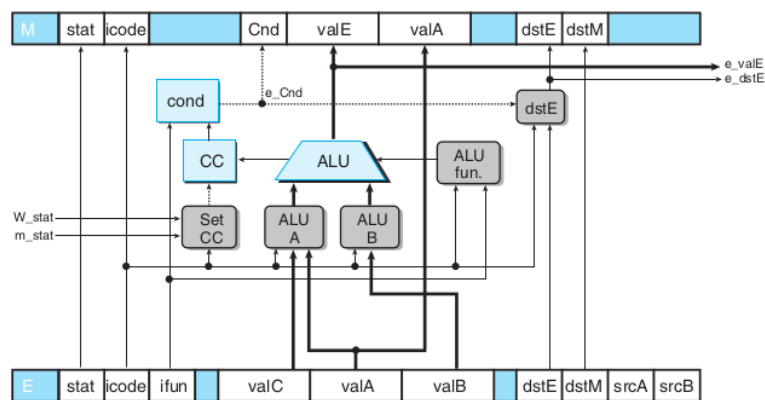 M stat icode Cnd valE valA dstE dstM
e_valE
e_Cnd
e_dstE
cond
dstE
CC
ALU
ALU
fun.
W_stat
m_stat
Set
CC
ALU
A
ALU
B
E stat icode ifun valC valA valB dstE dstM srcA srcB